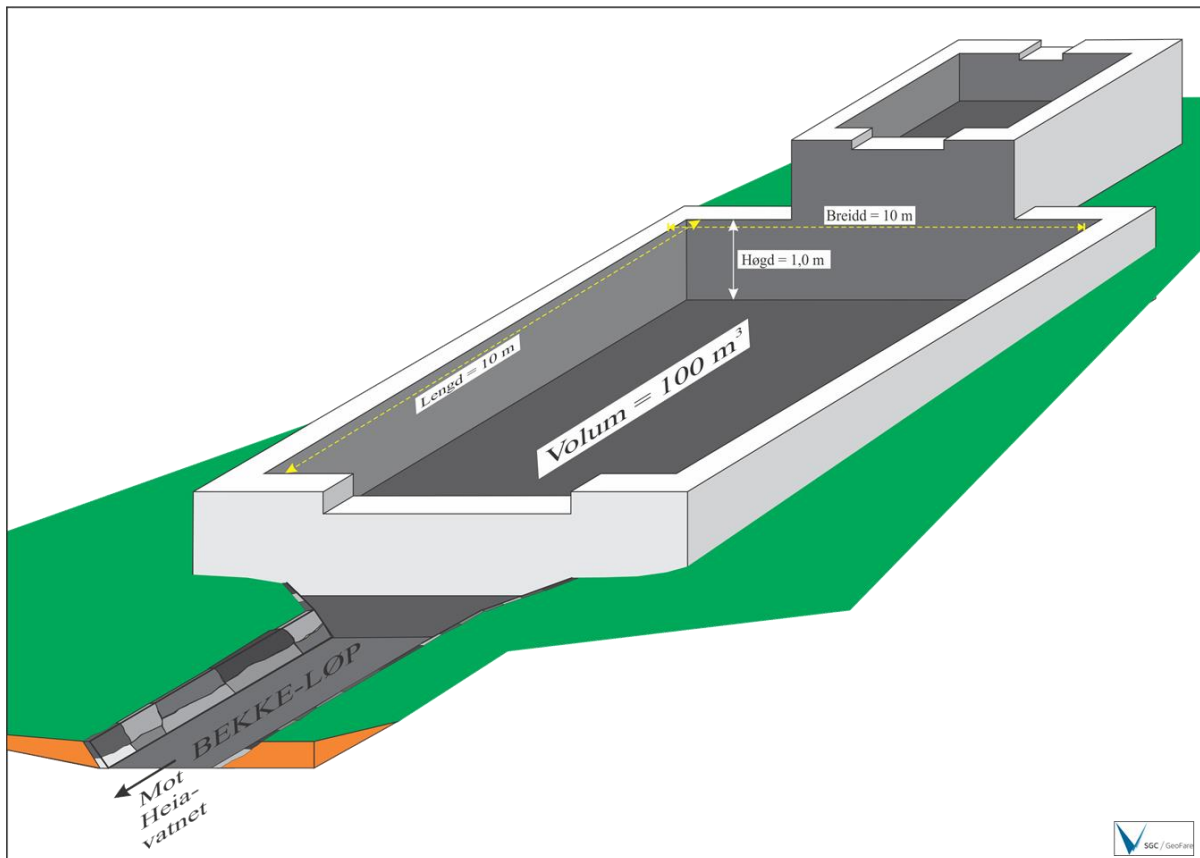 Breidd = 10 m
Høgd = 1,0 m
Lengd = 10 m
Volum = 100 m³
BEKKE-LØP
Mot
Heia-
vatnet
SGC / GeoFare